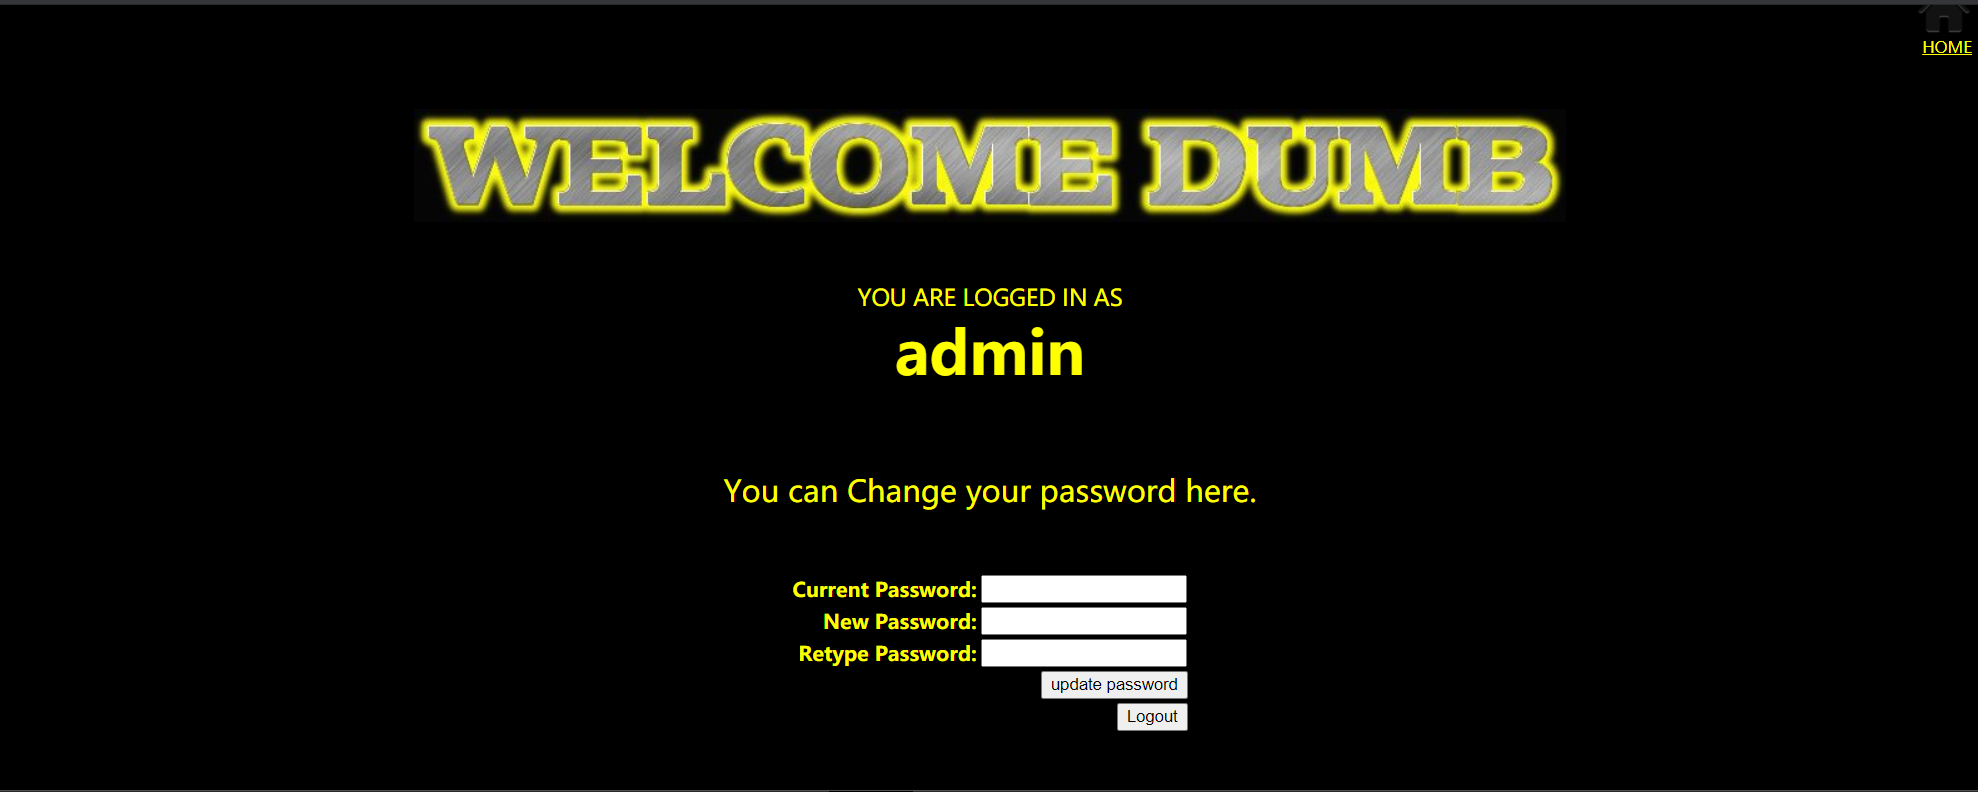 HOME
WELCOME DUMB
YOU ARE LOGGED IN AS
admin
You can Change your password here.
Current Password:
New Password:
Retype Password:
update password
Logout